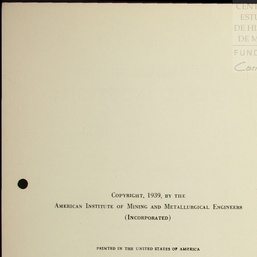 CENT
ESTU
DE HI
DE M
FUND
COPYRIGHT, 1939, BY THE
AMERICAN INSTITUTE OF MINING AND METALLURGICAL ENGINEERS
(INCORPORATED)
PRINTED IN THE UNITED STATES OF AMERICA